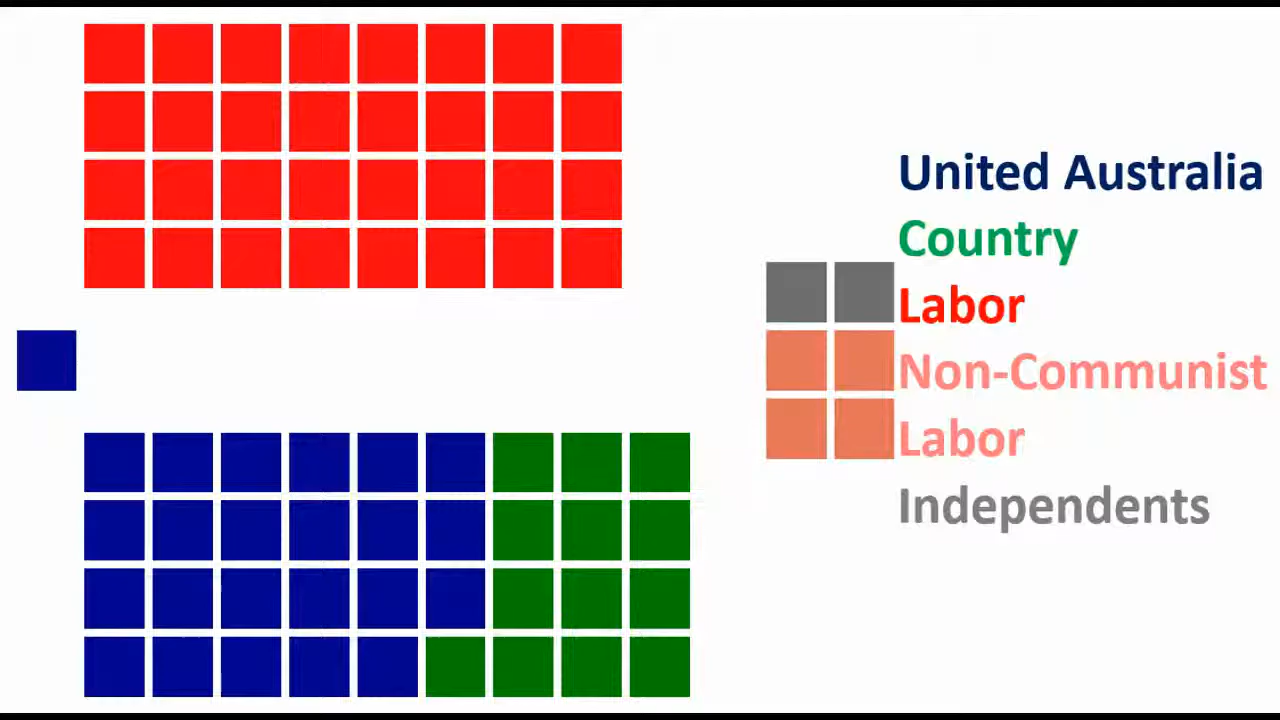 United Australia
Country
Labor
Non-Communist
Labor
Independents